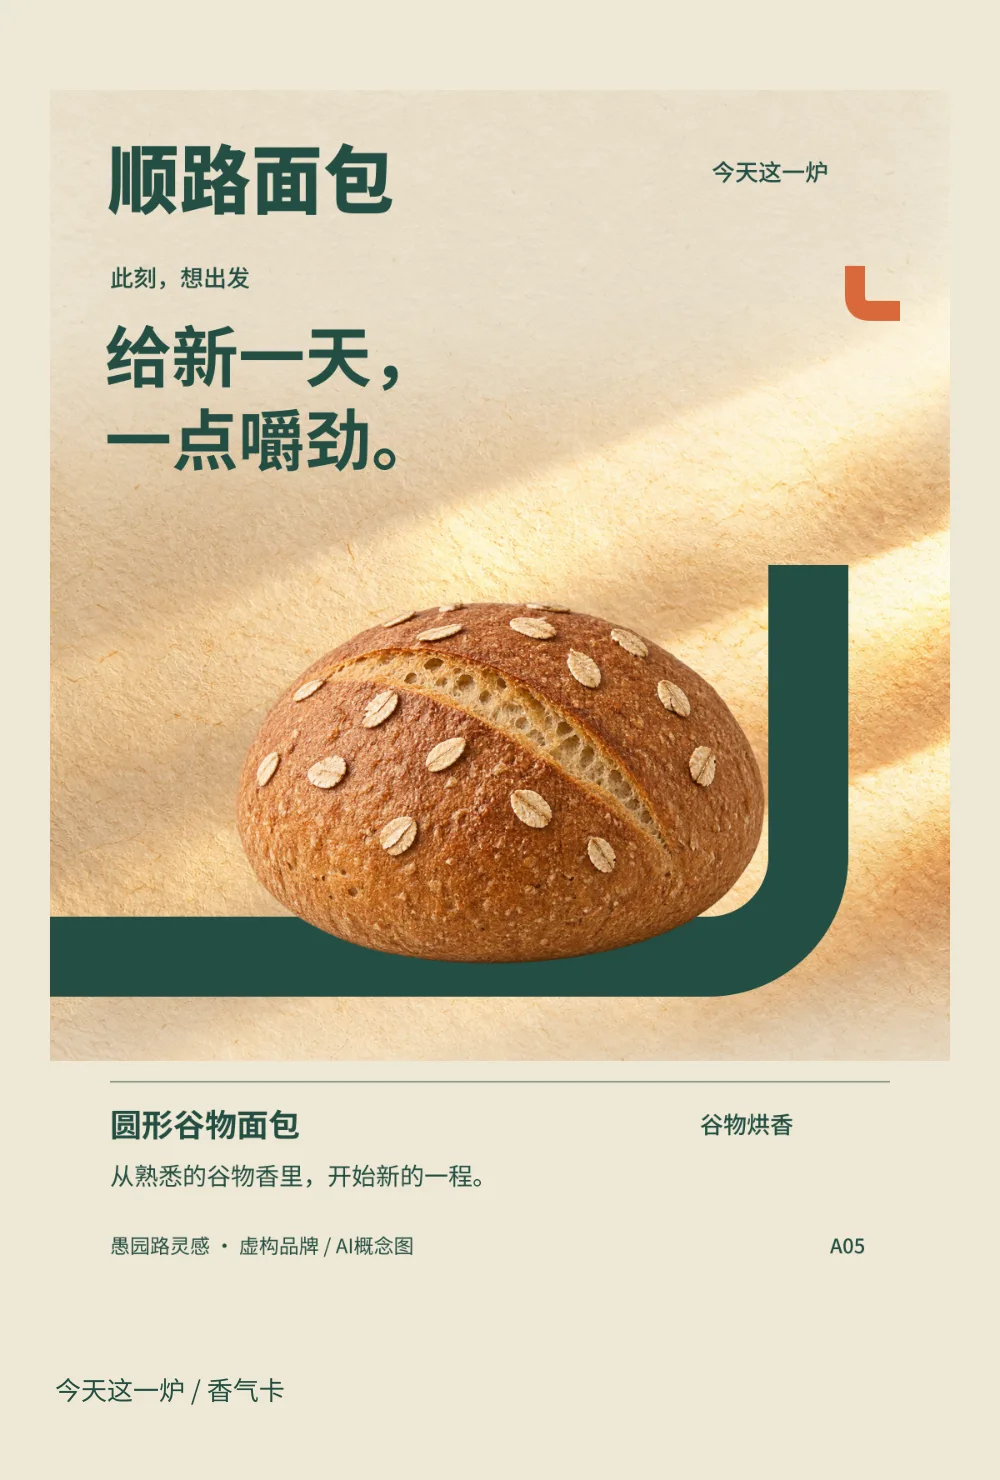 顺路面包
今天这一炉
此刻，想出发
给新一天，
一点嚼劲。
圆形谷物面包
谷物烘香
从熟悉的谷物香里，开始新的一程。
愚园路灵感 · 虚构品牌 / AI概念图
A05
今天这一炉 / 香气卡